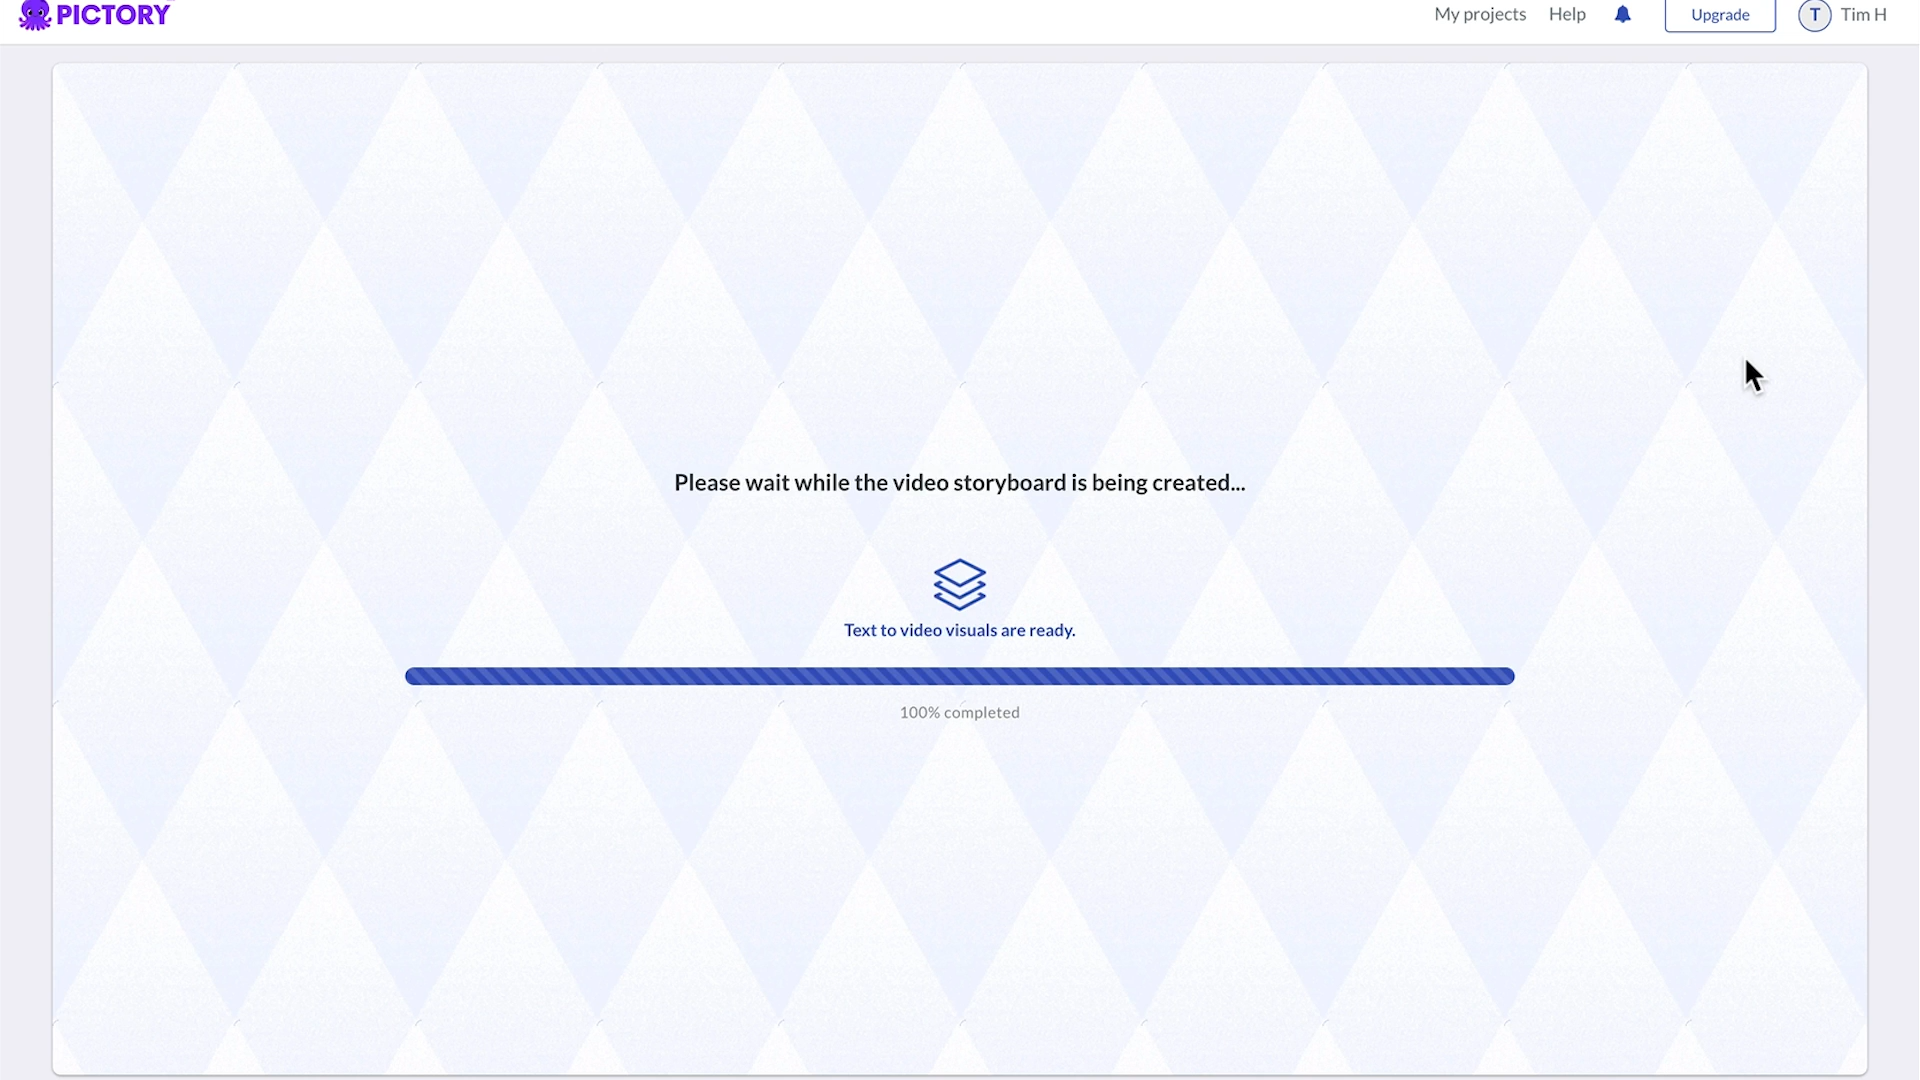 PICTORY
My projects Help Upgrade T Tim H
Please wait while the video storyboard is being created...
Text to video visuals are ready.
100% completed